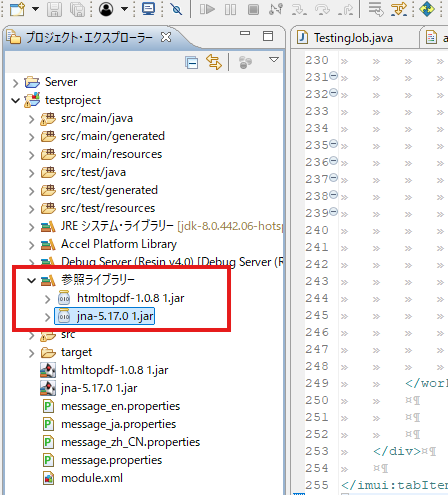 プロジェクト・エクスプローラー
TestingJob.java
a
Server
testproject
src/main/java
src/main/generated
src/main/resources
src/test/java
src/test/generated
src/test/resources
JRE システム・ライブラリー [jdk-8.0.442.06-hotsp
Accel Platform Library
Debug Server (Resin v4.0) [Debug Server (R
参照ライブラリー
htmltopdf-1.0.8 1.jar
jna-5.17.0 1.jar
src
target
htmltopdf-1.0.8 1.jar
jna-5.17.0 1.jar
message_en.properties
message_ja.properties
message_zh_CN.properties
message.properties
module.xml
230 » » » »
231 » » » »
232 » » » »
233 » » » »
234 » » » »
235 » » » »
236 » » » »
237 » » » »
238 » » » »
239 » » » »
240 » » » »
241 » » » »
242 » » » »
243 » » » »
244 » » » »
245 » » » »
246 » » » »
247 » » » »
248 » » » »
249 » » </worl
250 » » ¤¶
251 » » ¤¶
252 » » ¤¶
253 » </div>¤¶
254 » ¤¶
255 </imui:tabIter